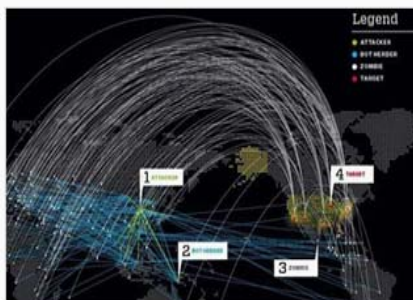 Legend
ATTACKER
BOT HERDER
ZOMBIE
TARGET
1 ATTACKER
4 TARGET
2 BOT HERDER
3 ZOMBIE